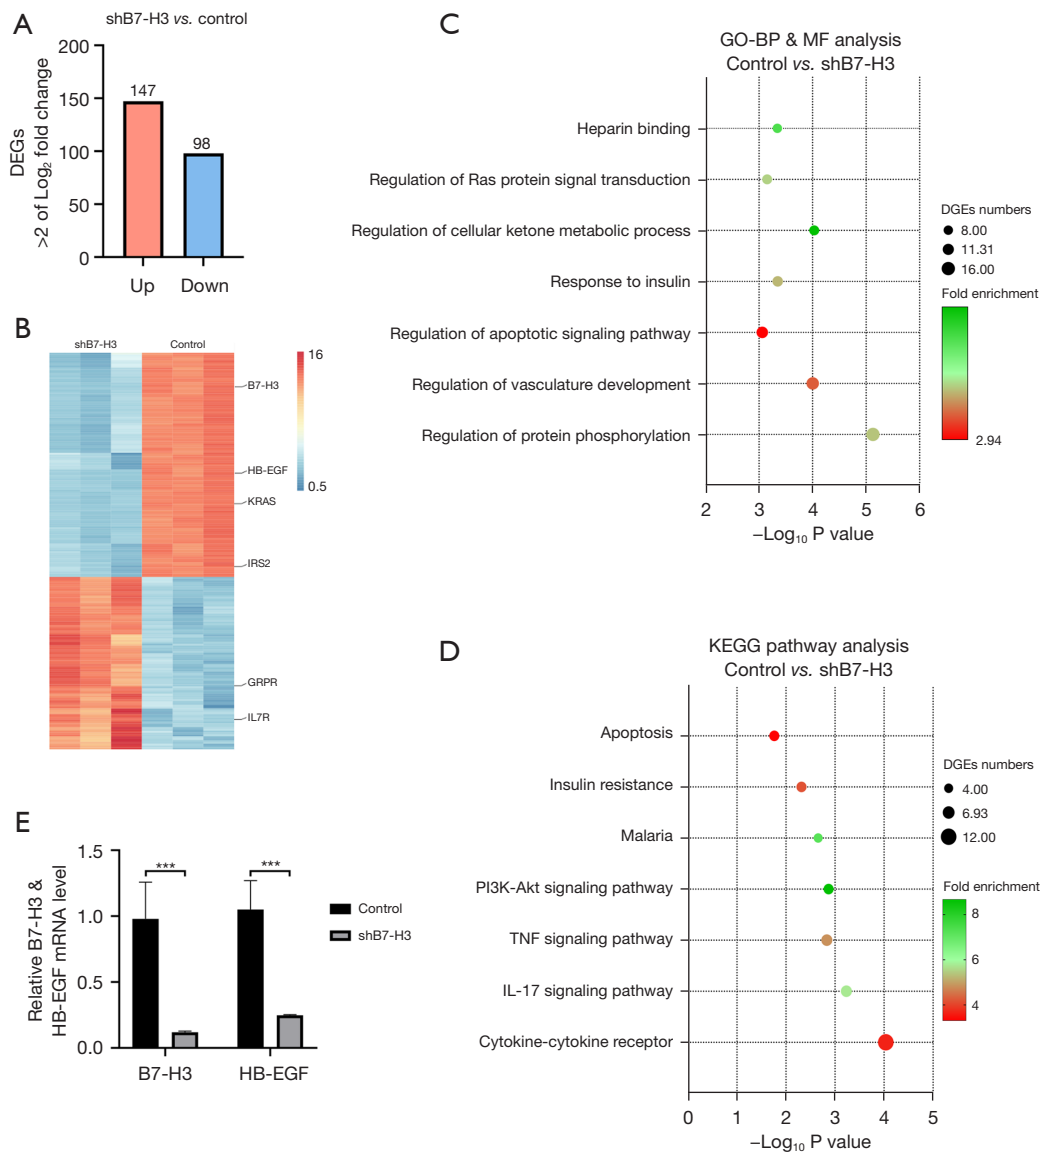 A
shB7-H3 vs. control
DEGs
>2 of Log₂ fold change
200
150
100
50
0
147
98
Up
Down
B
shB7-H3
Control
B7-H3
HB-EGF
KRAS
IRS2
GRPR
IL7R
16
0.5
C
GO-BP & MF analysis
Control vs. shB7-H3
Heparin binding
Regulation of Ras protein signal transduction
Regulation of cellular ketone metabolic process
Response to insulin
Regulation of apoptotic signaling pathway
Regulation of vasculature development
Regulation of protein phosphorylation
2
3
4
5
6
−Log₁₀ P value
DGEs numbers
8.00
11.31
16.00
Fold enrichment
2.94
D
KEGG pathway analysis
Control vs. shB7-H3
Apoptosis
Insulin resistance
Malaria
PI3K-Akt signaling pathway
TNF signaling pathway
IL-17 signaling pathway
Cytokine-cytokine receptor
0
1
2
3
4
5
−Log₁₀ P value
DGEs numbers
4.00
6.93
12.00
Fold enrichment
8
6
4
E
Relative B7-H3 &
HB-EGF mRNA level
1.5
1.0
0.5
0.0
***
***
B7-H3
HB-EGF
Control
shB7-H3